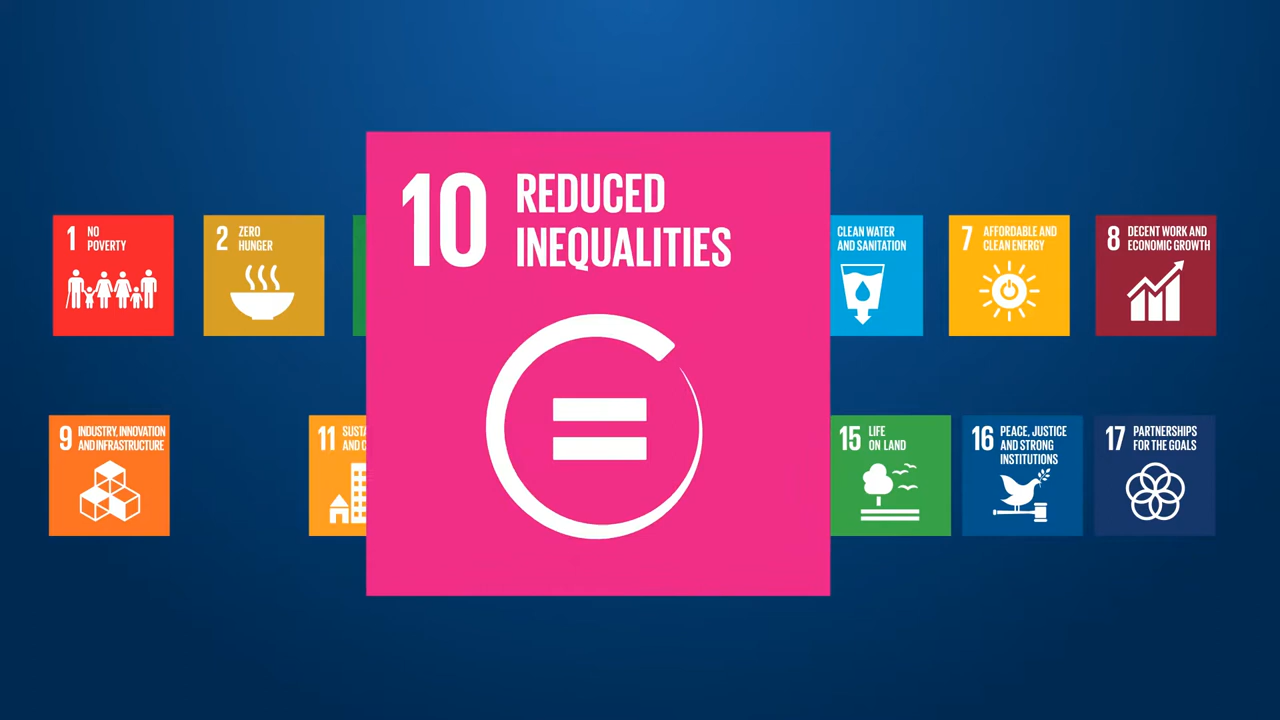 10 REDUCED
INEQUALITIES
1 NO
POVERTY
2 ZERO
HUNGER
CLEAN WATER
AND SANITATION
7 AFFORDABLE AND
CLEAN ENERGY
8 DECENT WORK AND
ECONOMIC GROWTH
9 INDUSTRY, INNOVATION
AND INFRASTRUCTURE
11
15 LIFE
ON LAND
16 PEACE, JUSTICE
AND STRONG
INSTITUTIONS
17 PARTNERSHIPS
FOR THE GOALS